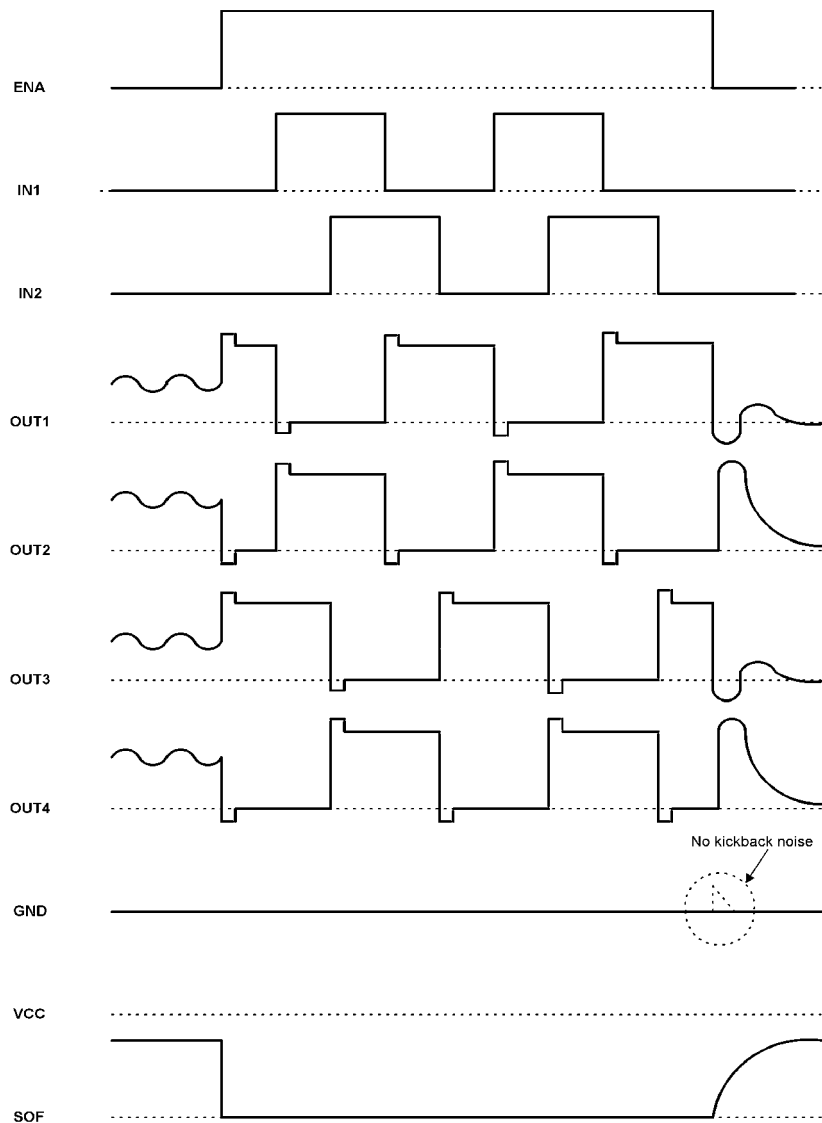 ENA
IN1
IN2
OUT1
OUT2
OUT3
OUT4
No kickback noise
GND
VCC
SOF